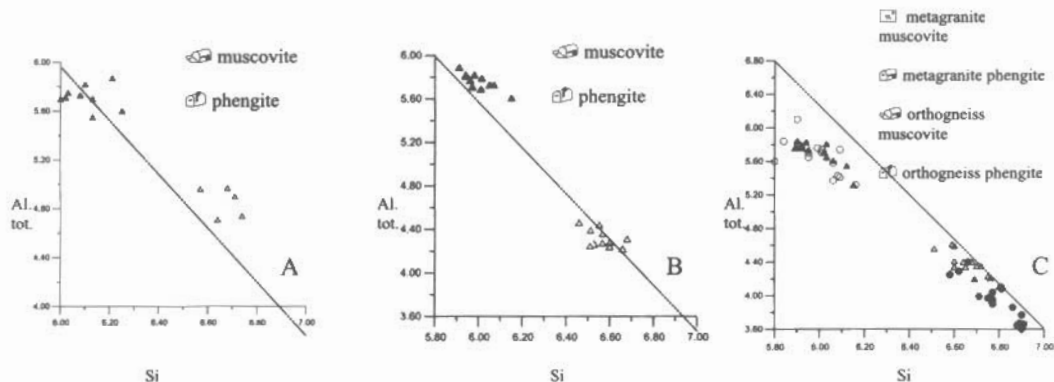 muscovite
phengite
6.00
5.60
5.20
4.80
4.40
4.00
Al.
tot.
A
6.00
6.20
6.40
6.60
6.80
7.00
Si
muscovite
phengite
6.00
5.60
5.20
4.80
4.40
4.00
3.60
Al.
tot.
B
5.80
6.00
6.20
6.40
6.60
6.80
7.00
Si
metagranite
muscovite
metagranite phengite
orthogneiss
muscovite
orthogneiss phengite
6.80
6.40
6.00
5.60
5.20
4.80
4.40
4.00
3.60
Al.
tot.
C
5.80
6.00
6.20
6.40
6.60
6.80
7.00
Si